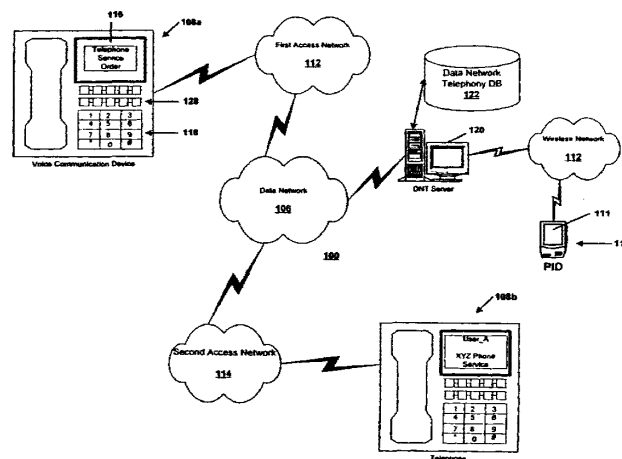 116
108a
Telephone
Service
Order
128
1 2 3
4 5 6
118
7 8 9
* 0 #
Voice Communication Device
First Access Network
112
Data Network
Telephony DB
122
120
DNT Server
Wireless Network
112
111
11
PID
Data Network
106
100
Second Access Network
114
108b
User_A
XYZ Phone
Service
1 2 3
4 5 6
7 8 9
* 0 #
Telephone